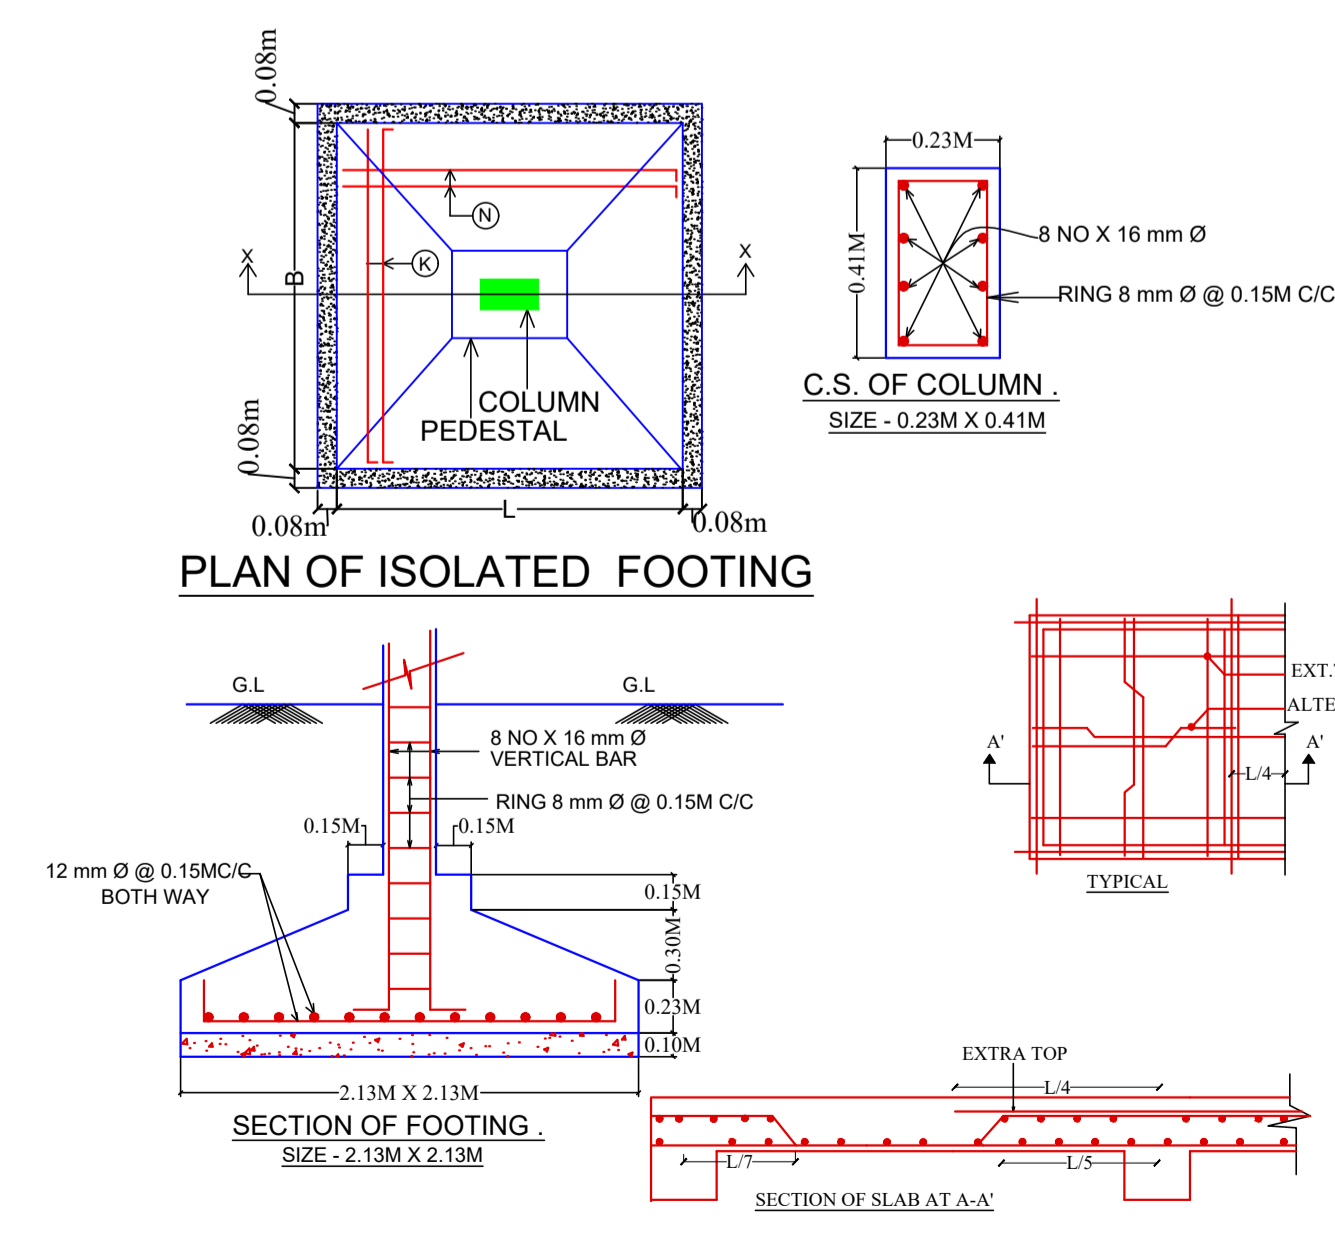 0.08m
0.08m
B
X
X
N
K
COLUMN
PEDESTAL
L
0.08m
0.08m
PLAN OF ISOLATED FOOTING
0.23M
0.41M
8 NO X 16 mm Ø
RING 8 mm Ø @ 0.15M C/C
C.S. OF COLUMN .
SIZE - 0.23M X 0.41M
G.L
G.L
8 NO X 16 mm Ø
VERTICAL BAR
RING 8 mm Ø @ 0.15M C/C
0.15M
0.15M
12 mm Ø @ 0.15MC/C
BOTH WAY
0.15M
0.30M
0.23M
0.10M
2.13M X 2.13M
SECTION OF FOOTING .
SIZE - 2.13M X 2.13M
EXT.
ALTE
A'
A'
L/4
TYPICAL
EXTRA TOP
L/4
L/7
L/5
SECTION OF SLAB AT A-A'